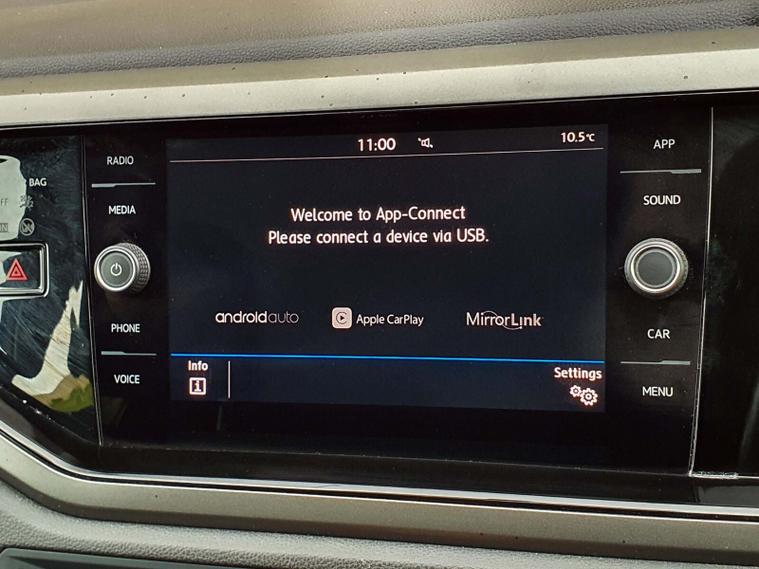 11:00
10.5°C
RADIO
MEDIA
PHONE
VOICE
BAG
Welcome to App-Connect
Please connect a device via USB.
androidauto
Apple CarPlay
MirrorLink
Info
i
Settings
APP
SOUND
CAR
MENU